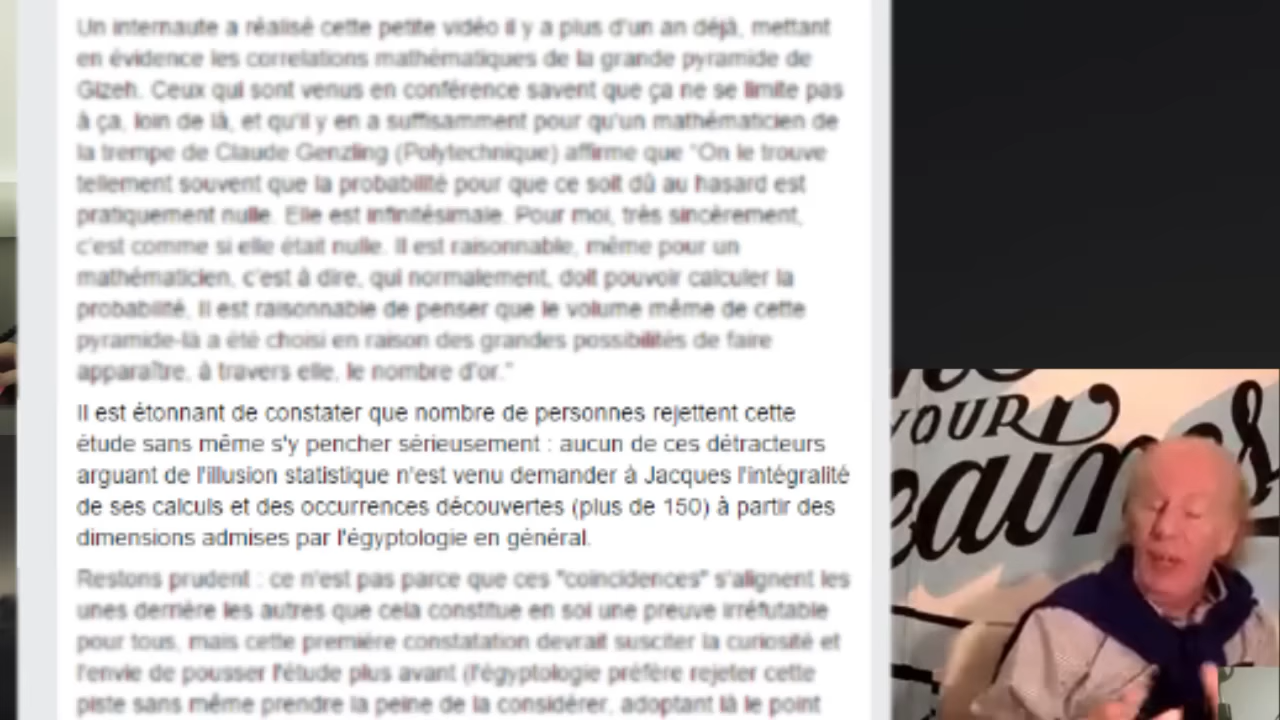 Un internaute a réalisé cette petite vidéo il y a plus d'un an déjà, mettant
en évidence les correlations mathématiques de la grande pyramide de
Gizeh. Ceux qui sont venus en conférence savent que ça ne se limite pas
à ça, loin de là, et qu'il y en a suffisamment pour qu'un mathématicien de
la trempe de Claude Genzling (Polytechnique) affirme que "On le trouve
tellement souvent que la probabilité pour que ce soit dû au hasard est
pratiquement nulle. Elle est infinitésimale. Pour moi, très sincèrement,
c'est comme si elle était nulle. Il est raisonnable, même pour un
mathématicien, c'est à dire, qui normalement, doit pouvoir calculer la
probabilité, Il est raisonnable de penser que le volume même de cette
pyramide-là a été choisi en raison des grandes possibilités de faire
apparaître, à travers elle, le nombre d'or."
Il est étonnant de constater que nombre de personnes rejettent cette
étude sans même s'y pencher sérieusement : aucun de ces détracteurs
arguant de l'illusion statistique n'est venu demander à Jacques l'intégralité
de ses calculs et des occurrences découvertes (plus de 150) à partir des
dimensions admises par l'égyptologie en général.
Restons prudent : ce n'est pas parce que ces "coïncidences" s'alignent les
unes derrière les autres que cela constitue en soi une preuve irréfutable
pour tous, mais cette première constatation devrait susciter la curiosité et
l'envie de pousser l'étude plus avant (l'égyptologie préfère rejeter cette
piste sans même prendre la peine de la considérer, adoptant là le point
YOUR